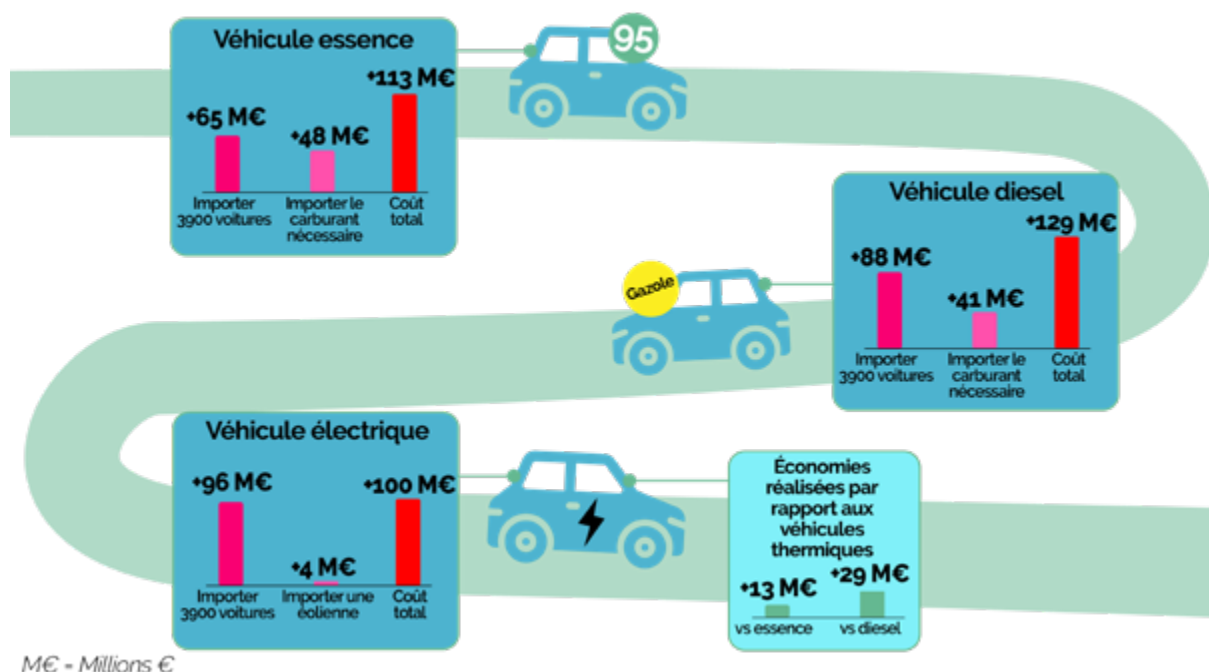 Véhicule essence
95
+113 M€
+65 M€
+48 M€
Importer
3900 voitures
Importer le
carburant
nécessaire
Coût
total
Véhicule diesel
+129 M€
+88 M€
+41 M€
Importer
3900 voitures
Importer le
carburant
nécessaire
Coût
total
Gazole
Véhicule électrique
+96 M€
+4 M€
+100 M€
Importer
3900 voitures
Importer une
éolienne
Coût
total
Économies
réalisées par
rapport aux
véhicules
thermiques
+13 M€
+29 M€
vs essence
vs diesel
M€ = Millions €